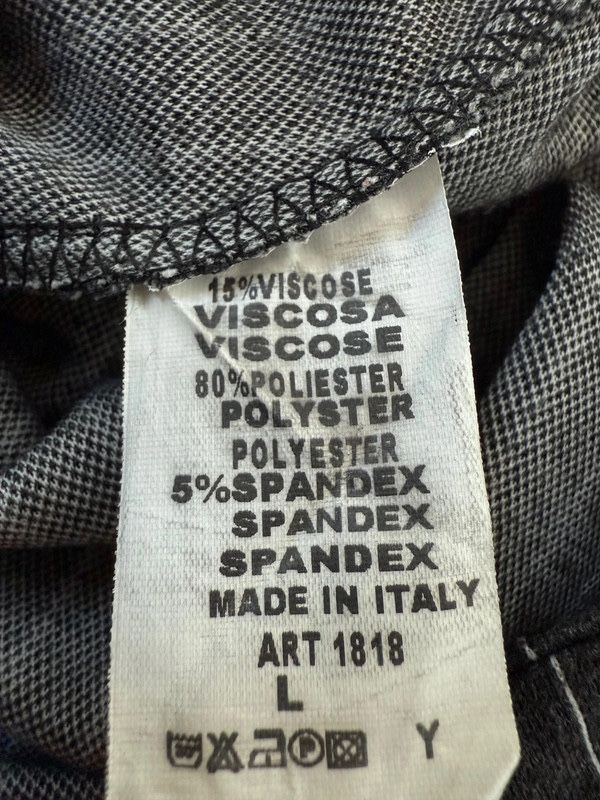 15%VISCOSE
VISCOSA
VISCOSE
80%POLIESTER
POLYSTER
POLYESTER
5%SPANDEX
SPANDEX
SPANDEX
MADE IN ITALY
ART 1818
L
P Y